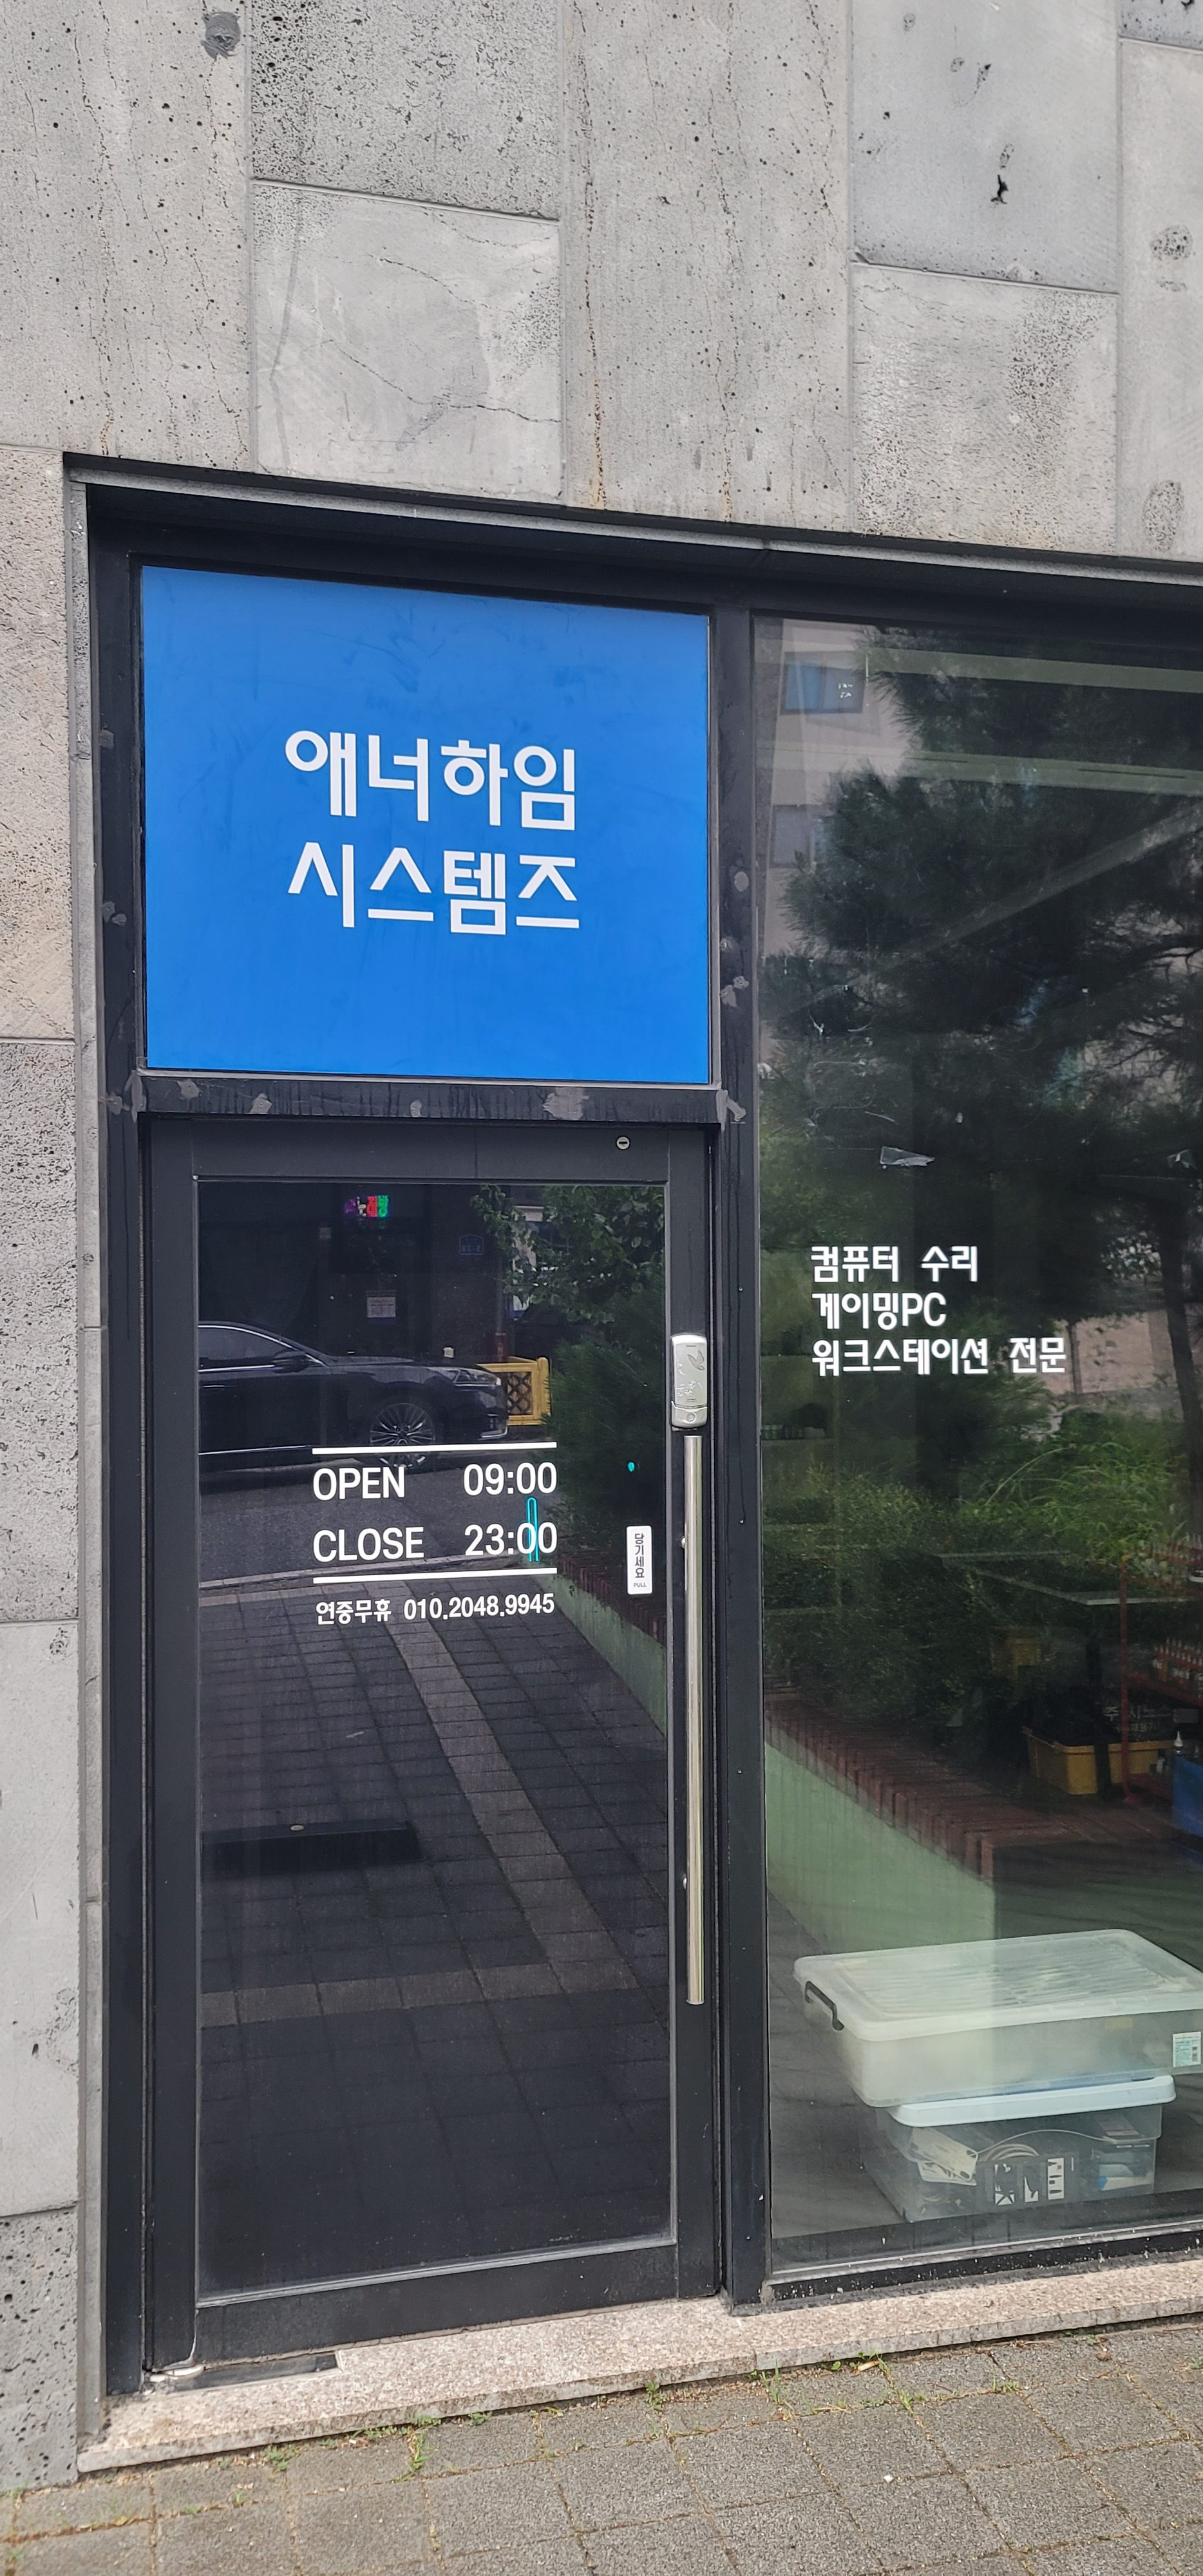 애너하임
시스템즈
컴퓨터 수리
게이밍PC
워크스테이션 전문
OPEN 09:00
CLOSE 23:00
연중무휴 010.2048.9945
당기세요
PULL